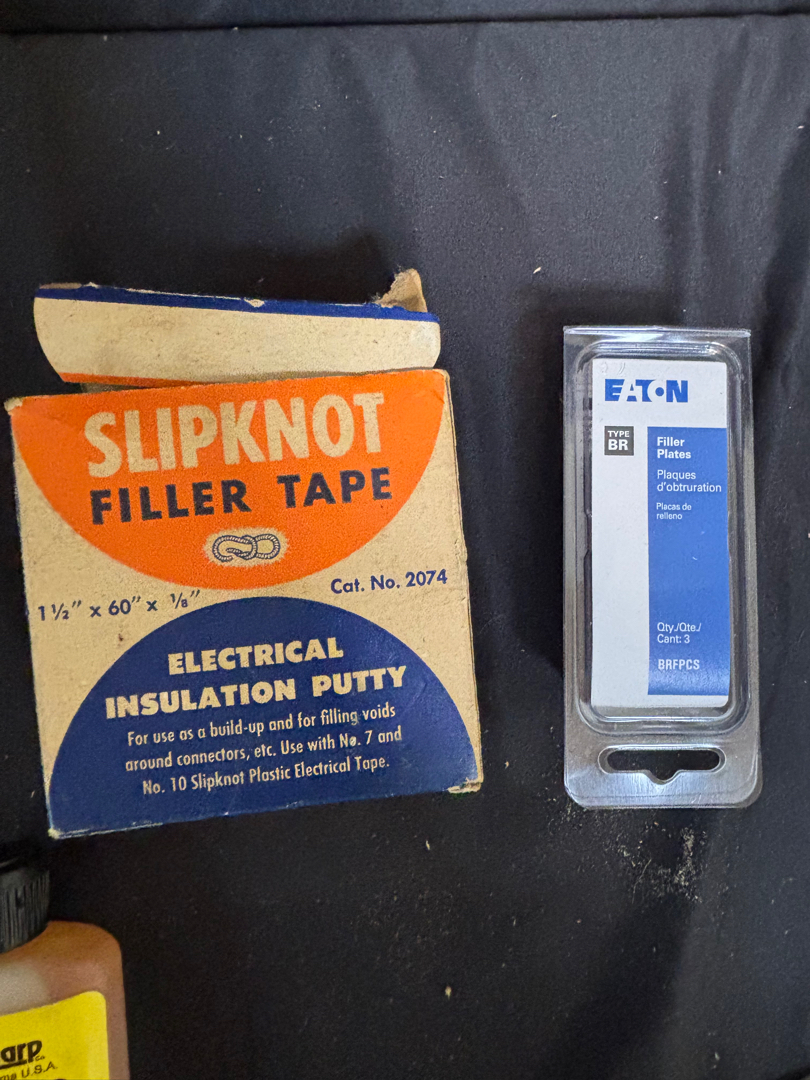 SLIPKNOT
FILLER TAPE
Cat. No. 2074
1 1/2" x 60" x 1/8"
ELECTRICAL
INSULATION PUTTY
For use as a build-up and for filling voids
around connectors, etc. Use with No. 7 and
No. 10 Slipknot Plastic Electrical Tape.
EATON
TYPE
BR
Filler
Plates
Plaques
d'obtruration
Placas de
relleno
Qty./Qte./
Cant: 3
BRFPCS
U.S.A.